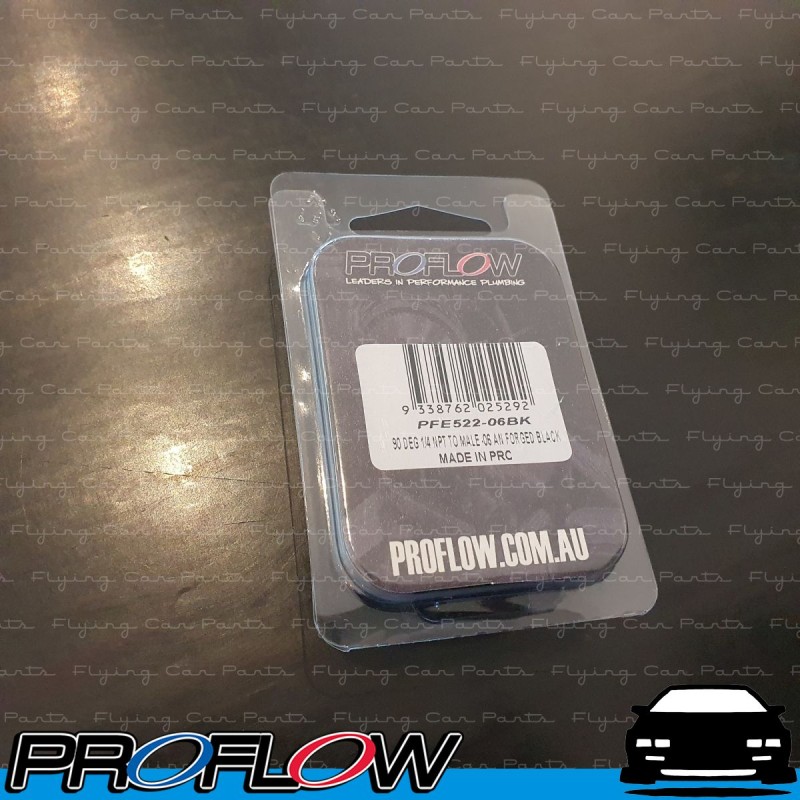 Flying Car Parts
PROFLOW
LEADERS IN PERFORMANCE PLUMBING
9 338762 025292
PFE522-06BK
90 DEG 1/4 NPT TO MALE -06 AN FORGED BLACK
MADE IN PRC
PROFLOW.COM.AU
PROFLOW